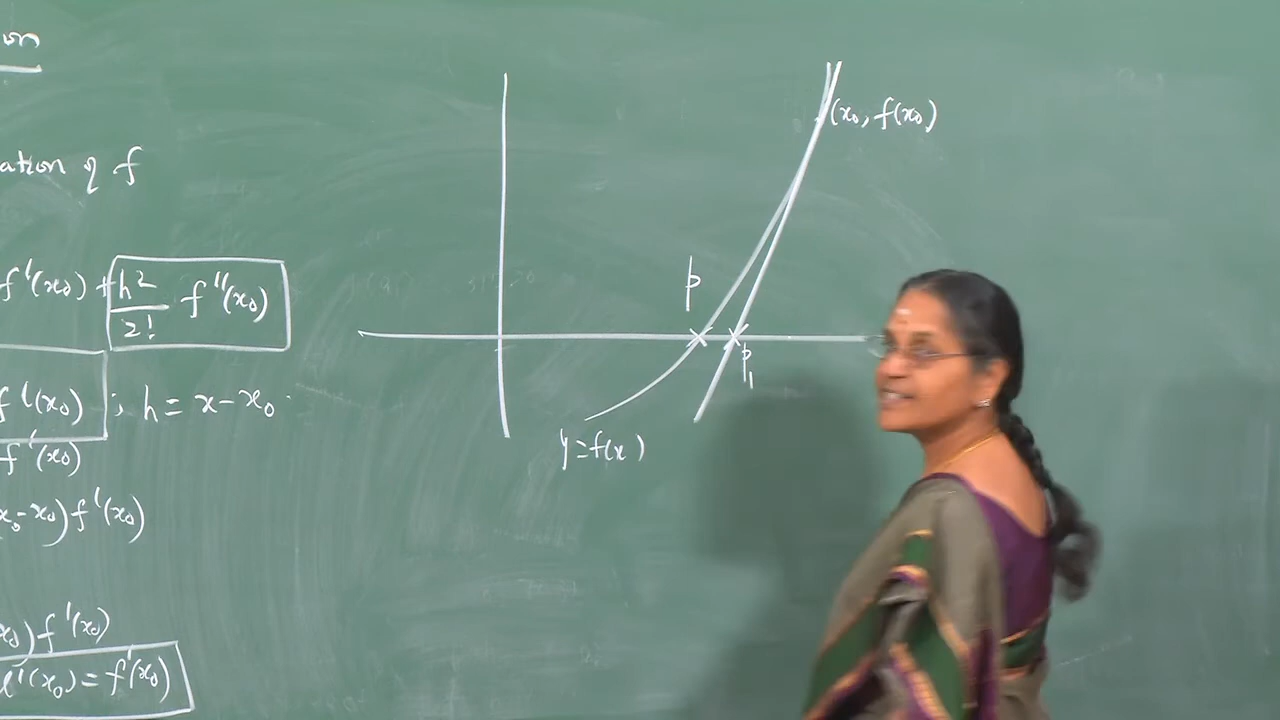 on
ation of f
f'(x₀) + h²/2! f''(x₀)
f'(x₀) ; h = x - x₀.
f'(x₀)
x₀ - x₀) f'(x₀)
x₀) f'(x₀)
l'(x₀) = f'(x₀)
(x₀, f(x₀)
p
p₁
y = f(x)